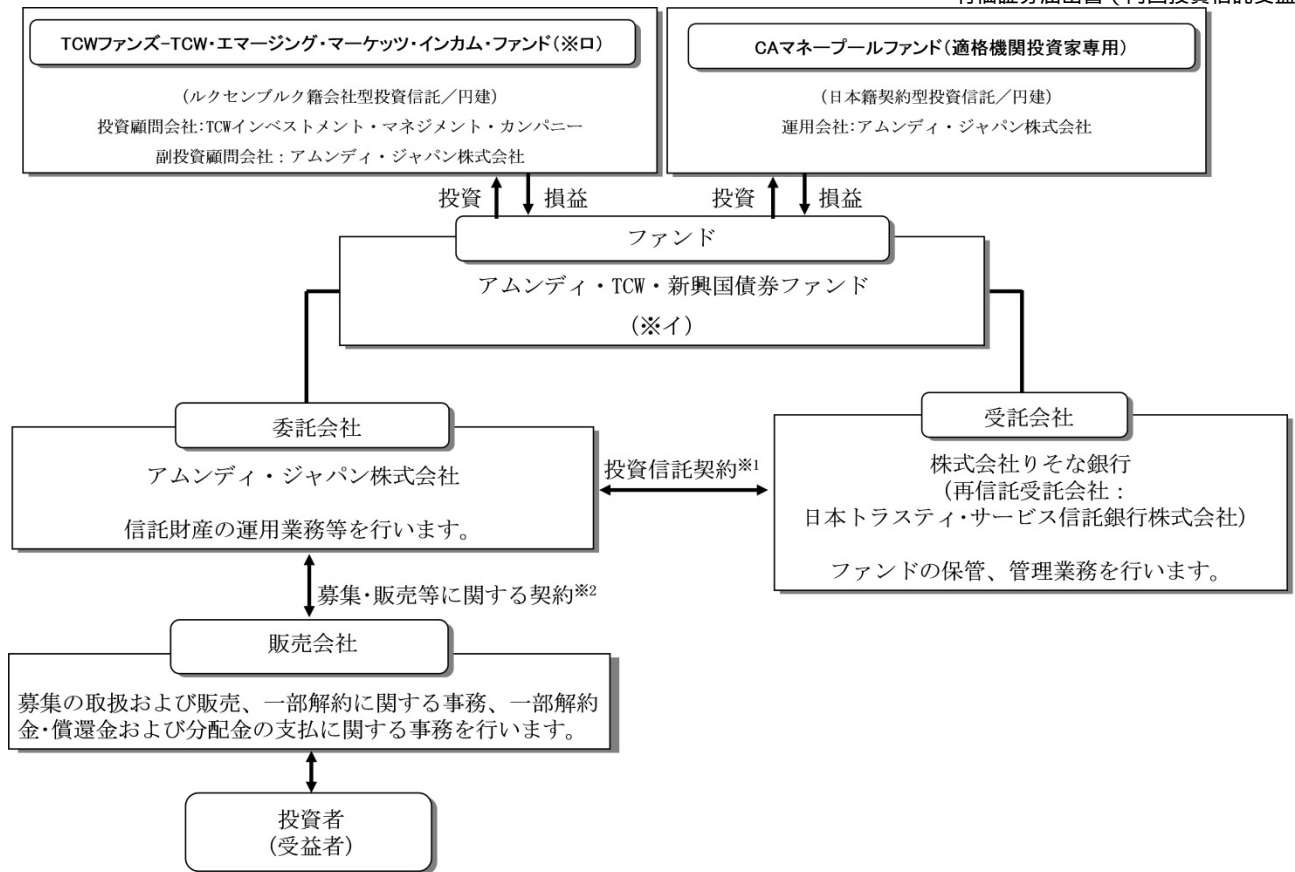 TCWファンズ-TCW・エマージング・マーケッツ・インカム・ファンド(※ロ)
(ルクセンブルク籍会社型投資信託／円建)
投資顧問会社:TCWインベストメント・マネジメント・カンパニー
副投資顧問会社：アムンディ・ジャパン株式会社
CAマネープールファンド(適格機関投資家専用)
(日本籍契約型投資信託／円建)
運用会社:アムンディ・ジャパン株式会社
投資
損益
投資
損益
ファンド
アムンディ・TCW・新興国債券ファンド
(※イ)
委託会社
アムンディ・ジャパン株式会社
信託財産の運用業務等を行います。
投資信託契約※1
受託会社
株式会社りそな銀行
(再信託受託会社：
日本トラスティ・サービス信託銀行株式会社)
ファンドの保管、管理業務を行います。
募集・販売等に関する契約※2
販売会社
募集の取扱および販売、一部解約に関する事務、一部解約
金・償還金および分配金の支払に関する事務を行います。
投資者
(受益者)